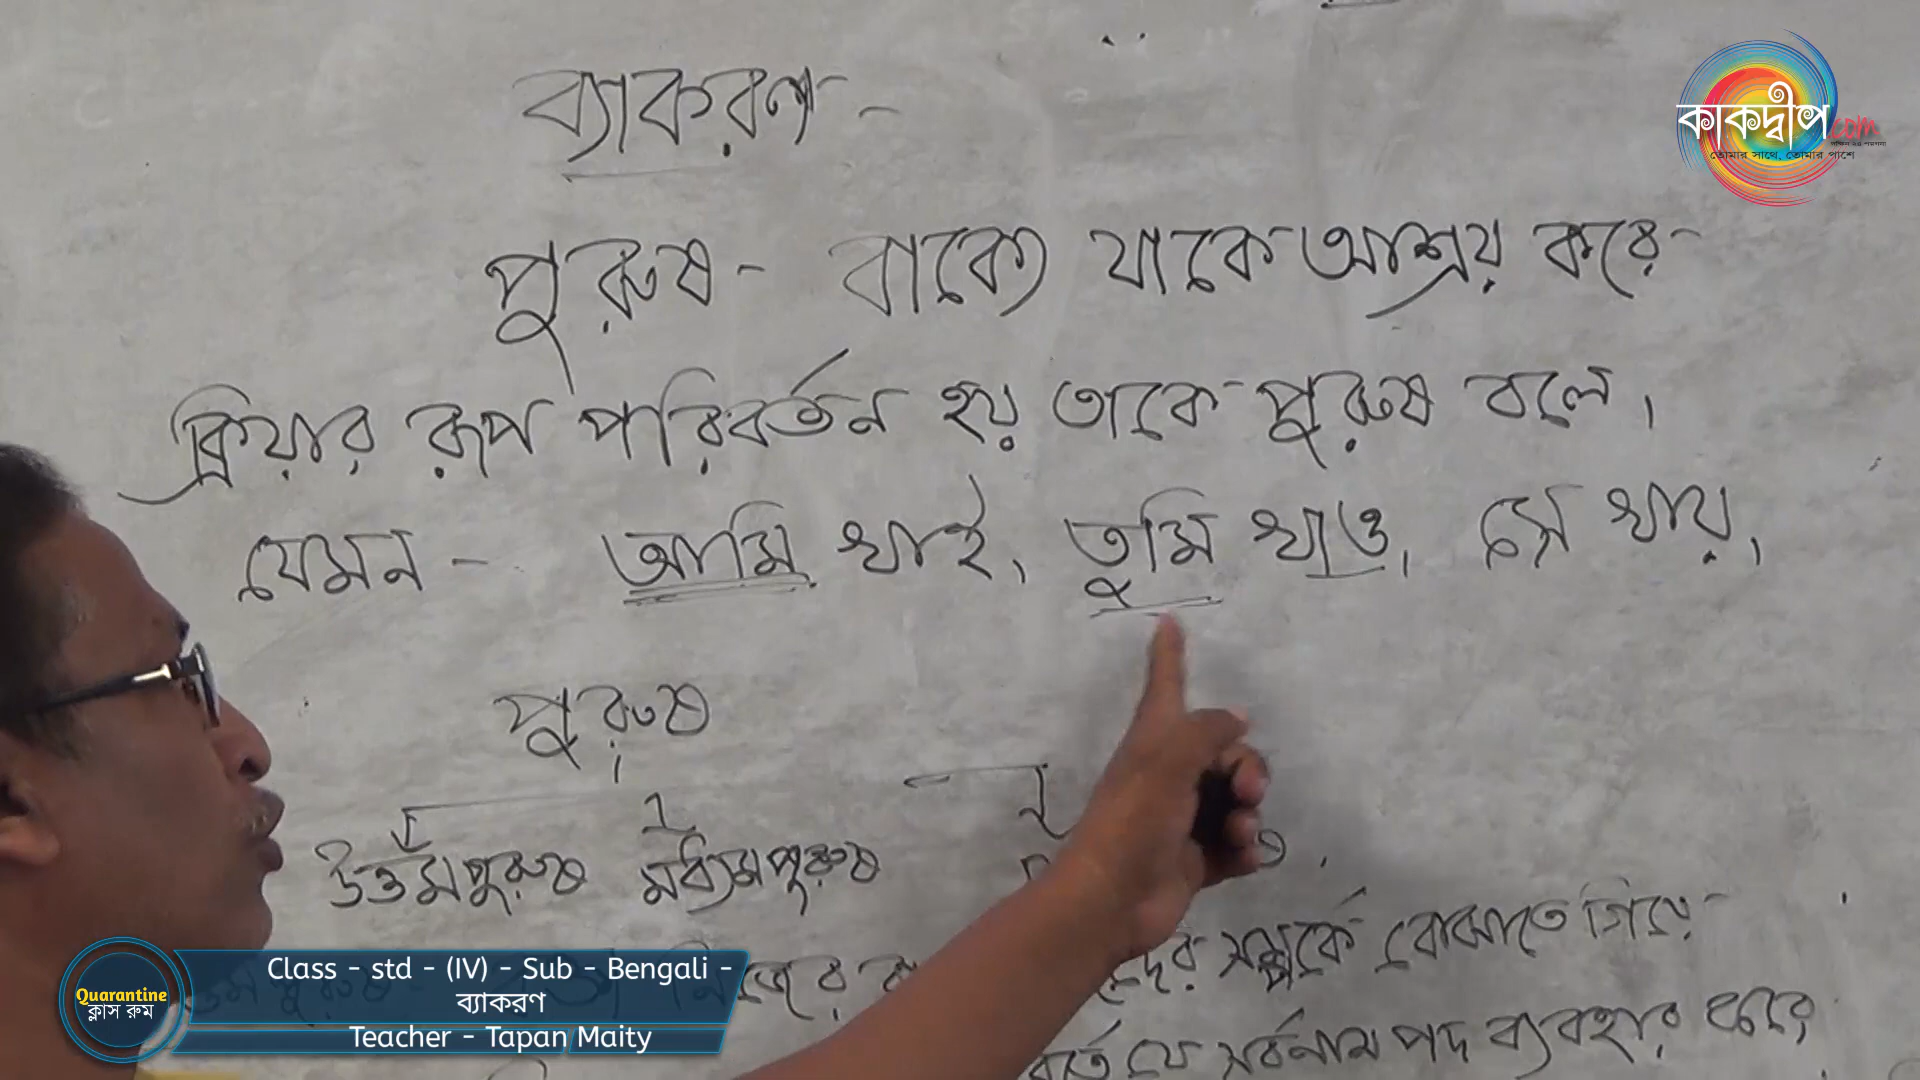 ব্যাকরণ -
কাকদ্বীপ.com
তোমার সাথে, তোমার পাশে
পুরুষ - বাক্যে যাকে আশ্রয় করে
ক্রিয়ার রূপ পরিবর্তন হয় তাকে পুরুষ বলে।
যেমন - আমি খাই, তুমি খাও, সে খায়,
পুরুষ
উত্তমপুরুষ মধ্যমপুরুষ
নিজের সম্পর্কে বোঝাতে গিয়ে
যে সর্বনাম পদ ব্যবহার করে
Quarantine
ক্লাস রুম
Class - std - (IV) - Sub - Bengali -
ব্যাকরণ
Teacher - Tapan Maity